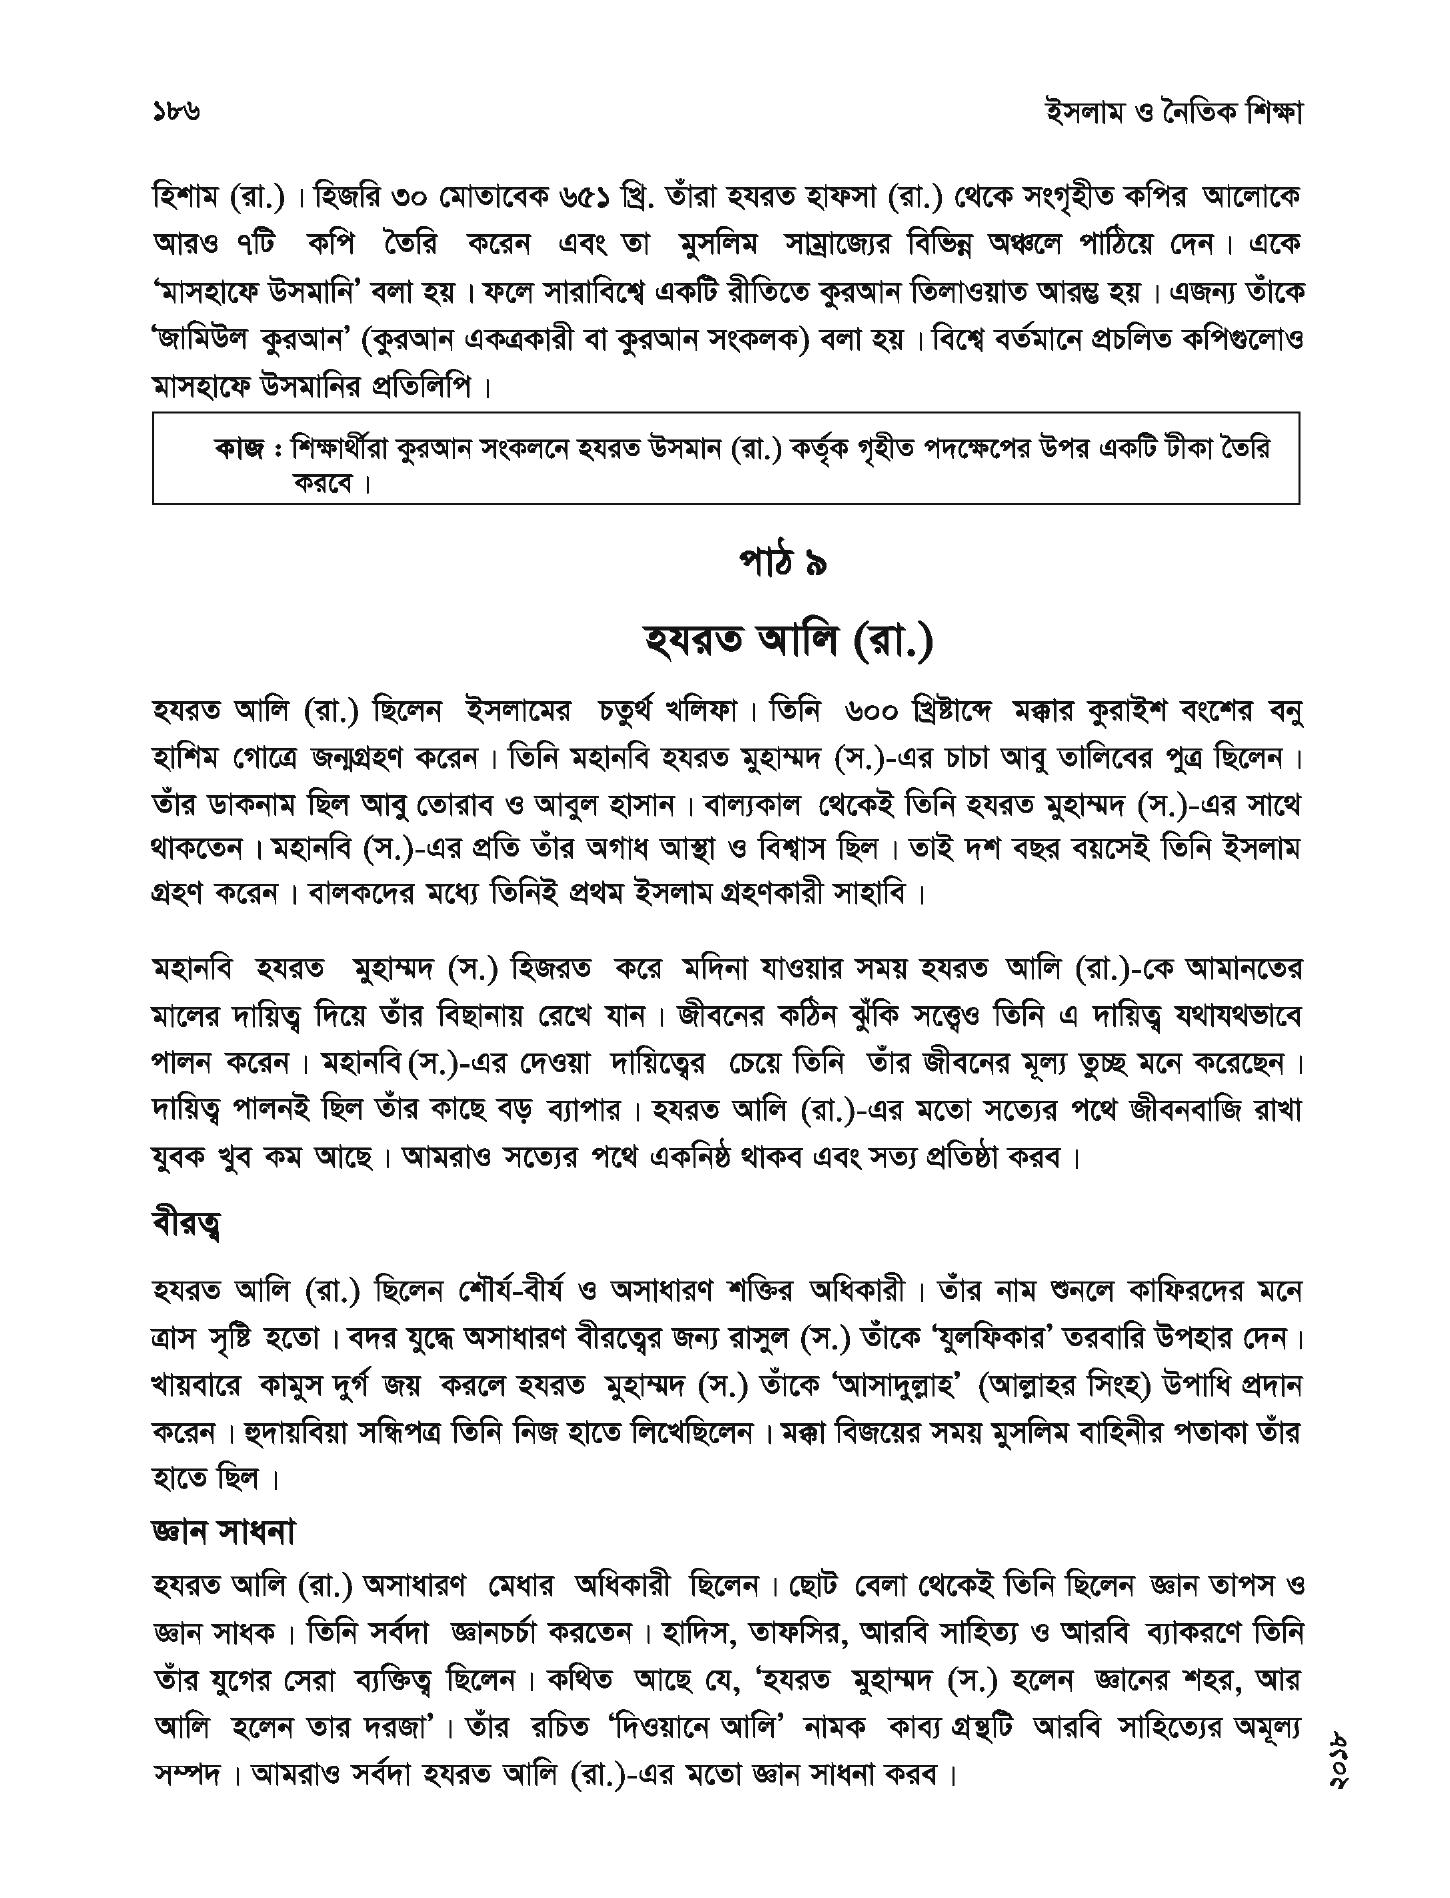 ১৮৬
ইসলাম ও নৈতিক শিক্ষা
হিশাম (রা.) । হিজরি ৩০ মোতাবেক ৬৫১ খ্রি. তাঁরা হযরত হাফসা (রা.) থেকে সংগৃহীত কপির আলোকে
আরও ৭টি কপি তৈরি করেন এবং তা মুসলিম সাম্রাজ্যের বিভিন্ন অঞ্চলে পাঠিয়ে দেন । একে
‘মাসহাফে উসমানি’ বলা হয় । ফলে সারাবিশ্বে একটি রীতিতে কুরআন তিলাওয়াত আরম্ভ হয় । এজন্য তাঁকে
‘জামিউল কুরআন’ (কুরআন একত্রকারী বা কুরআন সংকলক) বলা হয় । বিশ্বে বর্তমানে প্রচলিত কপিগুলোও
মাসহাফে উসমানির প্রতিলিপি ।
কাজ : শিক্ষার্থীরা কুরআন সংকলনে হযরত উসমান (রা.) কর্তৃক গৃহীত পদক্ষেপের উপর একটি টীকা তৈরি
করবে ।
পাঠ ৯
হযরত আলি (রা.)
হযরত আলি (রা.) ছিলেন ইসলামের চতুর্থ খলিফা । তিনি ৬০০ খ্রিষ্টাব্দে মক্কার কুরাইশ বংশের বনু
হাশিম গোত্রে জন্মগ্রহণ করেন । তিনি মহানবি হযরত মুহাম্মদ (স.)-এর চাচা আবু তালিবের পুত্র ছিলেন ।
তাঁর ডাকনাম ছিল আবু তোরাব ও আবুল হাসান । বাল্যকাল থেকেই তিনি হযরত মুহাম্মদ (স.)-এর সাথে
থাকতেন । মহানবি (স.)-এর প্রতি তাঁর অগাধ আস্থা ও বিশ্বাস ছিল । তাই দশ বছর বয়সেই তিনি ইসলাম
গ্রহণ করেন । বালকদের মধ্যে তিনিই প্রথম ইসলাম গ্রহণকারী সাহাবি ।
মহানবি হযরত মুহাম্মদ (স.) হিজরত করে মদিনা যাওয়ার সময় হযরত আলি (রা.)-কে আমানতের
মালের দায়িত্ব দিয়ে তাঁর বিছানায় রেখে যান । জীবনের কঠিন ঝুঁকি সত্ত্বেও তিনি এ দায়িত্ব যথাযথভাবে
পালন করেন । মহানবি (স.)-এর দেওয়া দায়িত্বের চেয়ে তিনি তাঁর জীবনের মূল্য তুচ্ছ মনে করেছেন ।
দায়িত্ব পালনই ছিল তাঁর কাছে বড় ব্যাপার । হযরত আলি (রা.)-এর মতো সত্যের পথে জীবনবাজি রাখা
যুবক খুব কম আছে । আমরাও সত্যের পথে একনিষ্ঠ থাকব এবং সত্য প্রতিষ্ঠা করব ।
বীরত্ব
হযরত আলি (রা.) ছিলেন শৌর্য-বীর্য ও অসাধারণ শক্তির অধিকারী । তাঁর নাম শুনলে কাফিরদের মনে
ত্রাস সৃষ্টি হতো । বদর যুদ্ধে অসাধারণ বীরত্বের জন্য রাসুল (স.) তাঁকে ‘যুলফিকার’ তরবারি উপহার দেন ।
খায়বারে কামুস দুর্গ জয় করলে হযরত মুহাম্মদ (স.) তাঁকে ‘আসাদুল্লাহ’ (আল্লাহর সিংহ) উপাধি প্রদান
করেন । হুদায়বিয়া সন্ধিপত্র তিনি নিজ হাতে লিখেছিলেন । মক্কা বিজয়ের সময় মুসলিম বাহিনীর পতাকা তাঁর
হাতে ছিল ।
জ্ঞান সাধনা
হযরত আলি (রা.) অসাধারণ মেধার অধিকারী ছিলেন । ছোট বেলা থেকেই তিনি ছিলেন জ্ঞান তাপস ও
জ্ঞান সাধক । তিনি সর্বদা জ্ঞানচর্চা করতেন । হাদিস, তাফসির, আরবি সাহিত্য ও আরবি ব্যাকরণে তিনি
তাঁর যুগের সেরা ব্যক্তিত্ব ছিলেন । কথিত আছে যে, ‘হযরত মুহাম্মদ (স.) হলেন জ্ঞানের শহর, আর
আলি হলেন তার দরজা’ । তাঁর রচিত ‘দিওয়ানে আলি’ নামক কাব্য গ্রন্থটি আরবি সাহিত্যের অমূল্য
সম্পদ । আমরাও সর্বদা হযরত আলি (রা.)-এর মতো জ্ঞান সাধনা করব ।
২০১৮